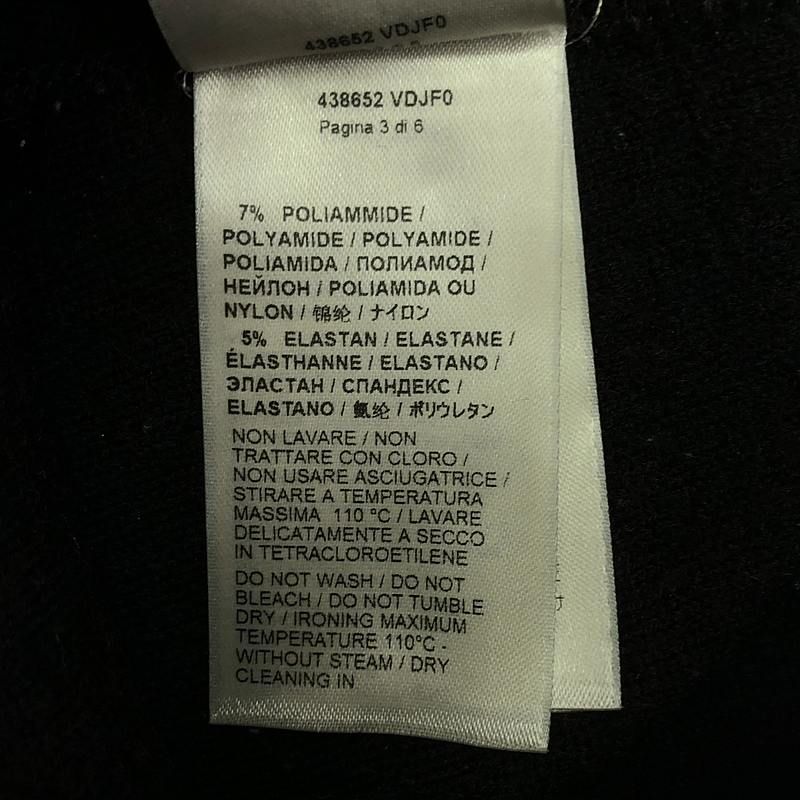 438652 VDJF0
438652 VDJF0
Pagina 3 di 6
7% POLIAMMIDE /
POLYAMIDE / POLYAMIDE /
POLIAMIDA / ПОЛИАМОД /
НЕЙЛОН / POLIAMIDA OU
NYLON / 锦纶 / ナイロン
5% ELASTAN / ELASTANE /
ÉLASTHANNE / ELASTANO /
ЭЛАСТАН / СПАНДЕКС /
ELASTANO / 氨纶 / ポリウレタン
NON LAVARE / NON
TRATTARE CON CLORO /
NON USARE ASCIUGATRICE /
STIRARE A TEMPERATURA
MASSIMA 110 °C / LAVARE
DELICATAMENTE A SECCO
IN TETRACLOROETILENE
DO NOT WASH / DO NOT
BLEACH / DO NOT TUMBLE
DRY / IRONING MAXIMUM
TEMPERATURE 110°C -
WITHOUT STEAM / DRY
CLEANING IN